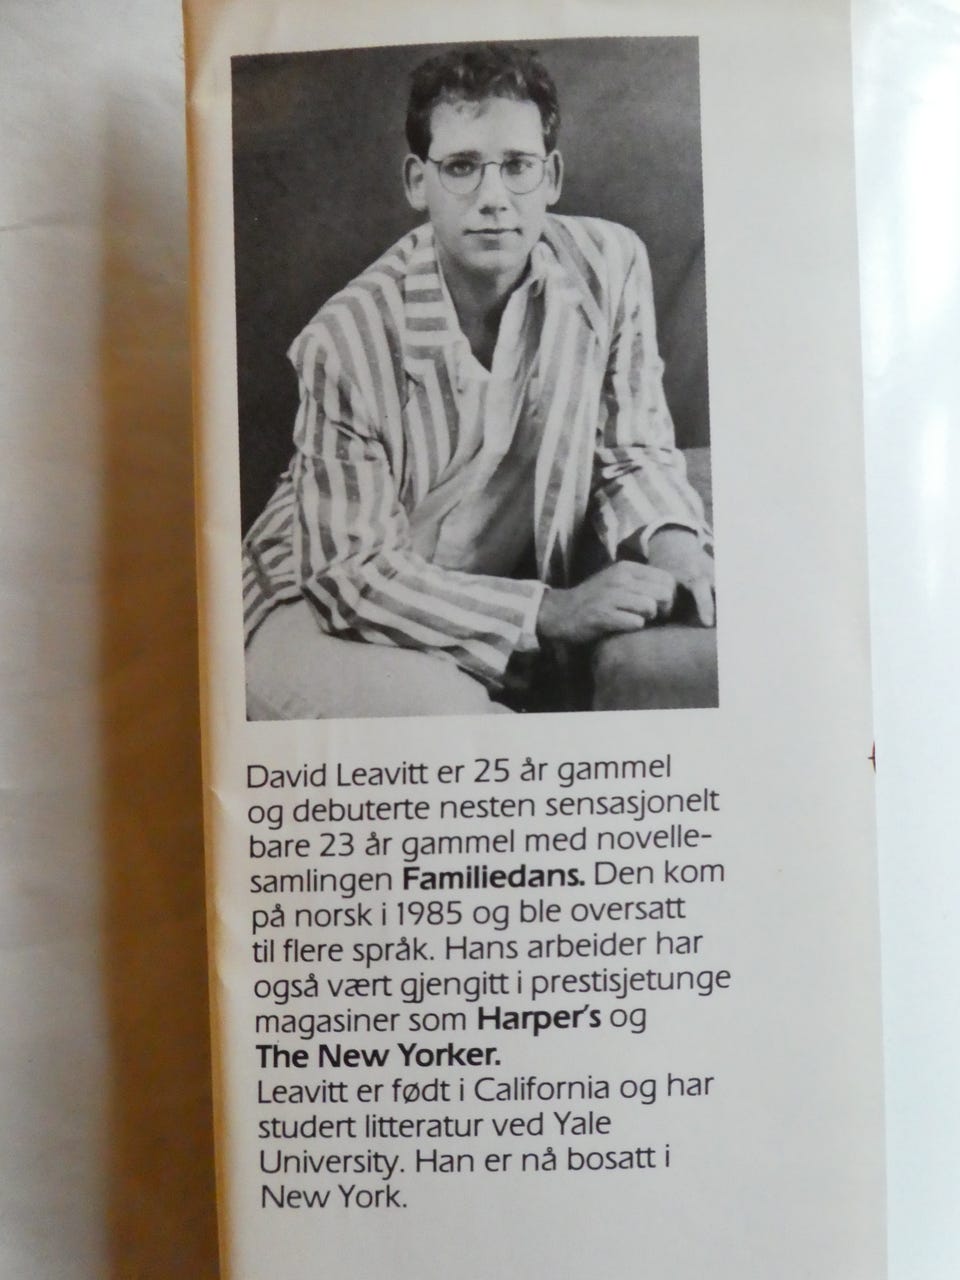 David Leavitt er 25 år gammel
og debuterte nesten sensasjonelt
bare 23 år gammel med novelle-
samlingen Familiedans. Den kom
på norsk i 1985 og ble oversatt
til flere språk. Hans arbeider har
også vært gjengitt i prestisjetunge
magasiner som Harper's og
The New Yorker.
Leavitt er født i California og har
studert litteratur ved Yale
University. Han er nå bosatt i
New York.